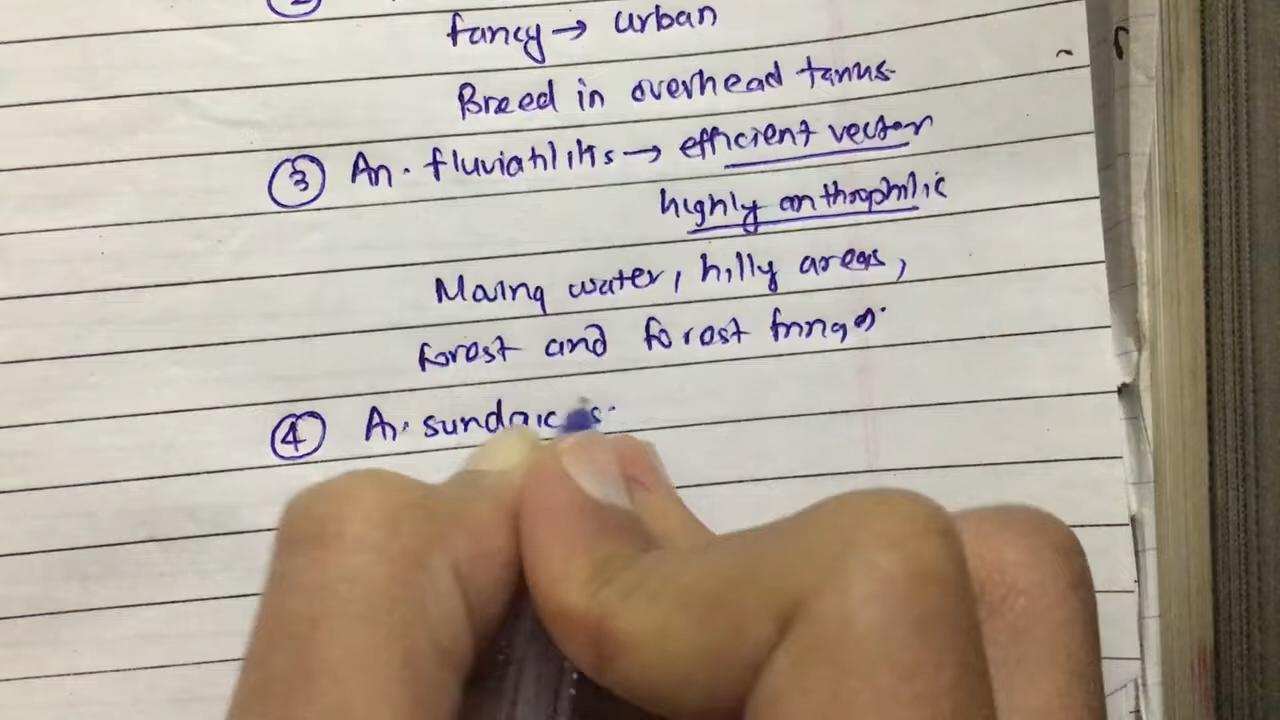 ②
fancy → urban
Breed in overhead tanks.
③ An. fluviatilis → efficient vector
highly anthrophilic
Moving water, hilly areas,
forest and forest fringes.
④ An. sundaicus.